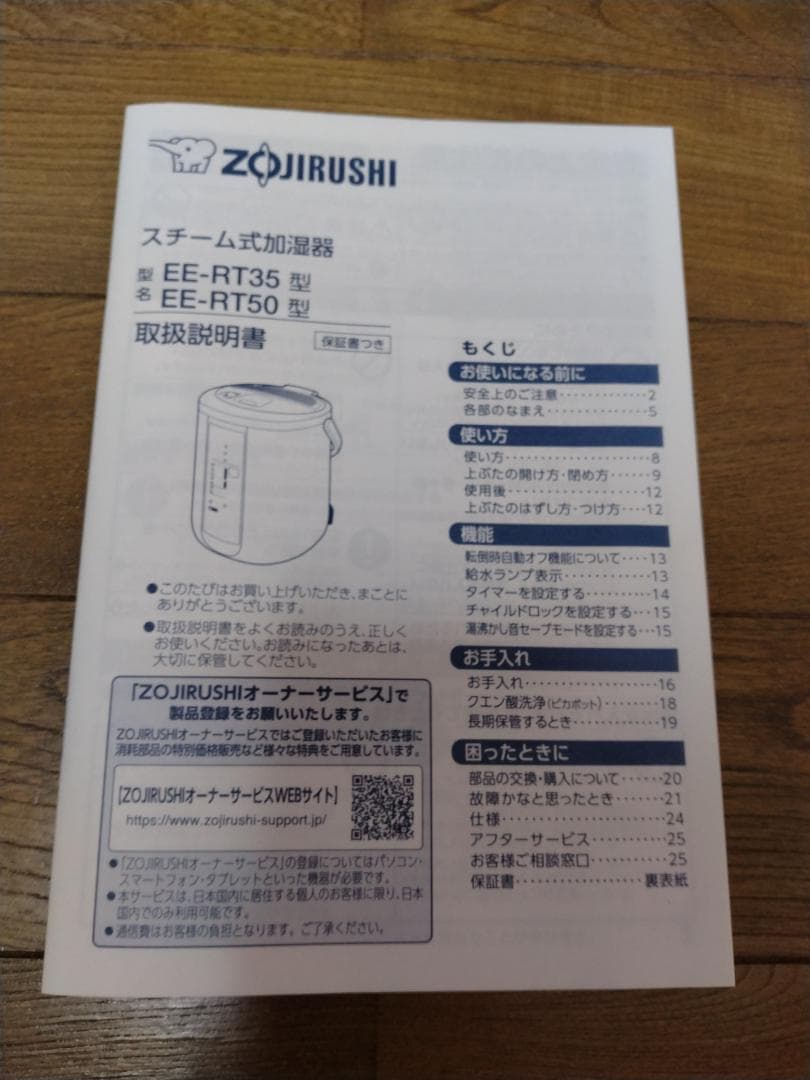 ZOJIRUSHI
スチーム式加湿器
型名 EE-RT35 型
EE-RT50 型
取扱説明書 保証書つき
●このたびはお買い上げいただき、まことに
ありがとうございます。
●取扱説明書をよくお読みのうえ、正しく
お使いください。お読みになったあとは、
大切に保管してください。
「ZOJIRUSHIオーナーサービス」で
製品登録をお願いいたします。
ZOJIRUSHIオーナーサービスではご登録いただいたお客様に
消耗部品の特別価格販売など様々な特典をご用意しています。
【ZOJIRUSHIオーナーサービスWEBサイト】
https://www.zojirushi-support.jp/
●「ZOJIRUSHIオーナーサービス」の登録についてはパソコン・
スマートフォン・タブレットといった機器が必要です。
●本サービスは、日本国内に居住する個人のお客様に限り、日本
国内でのみ利用可能です。
●通信費はお客様の負担となります。ご了承ください。
もくじ
お使いになる前に
安全上のご注意・・・・・・・・・・・・2
各部のなまえ・・・・・・・・・・・・・5
使い方
使い方・・・・・・・・・・・・・・・・・・8
上ぶたの開け方・閉め方・・・・・・9
使用後・・・・・・・・・・・・・・・・・12
上ぶたのはずし方・つけ方・・・・12
機能
転倒時自動オフ機能について・・・・13
給水ランプ表示・・・・・・・・・・・13
タイマーを設定する・・・・・・・・14
チャイルドロックを設定する・・・15
湯沸かし音セーブモードを設定する・・・15
お手入れ
お手入れ・・・・・・・・・・・・・・・・16
クエン酸洗浄(ピカポット)・・・・・・18
長期保管するとき・・・・・・・・・・19
困ったときに
部品の交換・購入について・・・・・・20
故障かなと思ったとき・・・・・・21
仕様・・・・・・・・・・・・・・・・・・・24
アフターサービス・・・・・・・・・・25
お客様ご相談窓口・・・・・・・・・・25
保証書・・・・・・・・・・・・・・・・裏表紙